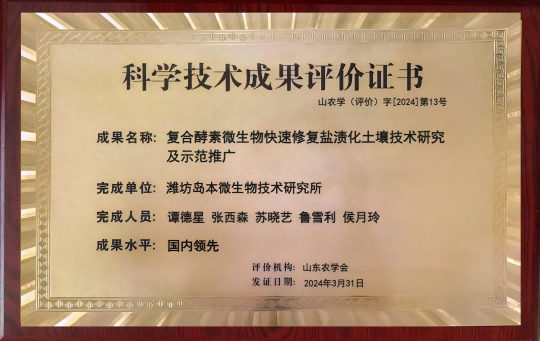 科学技术成果评价证书
山农学（评价）字[2024]第13号
成果名称： 复合酵素微生物快速修复盐渍化土壤技术研究
及示范推广
完成单位： 潍坊岛本微生物技术研究所
完成人员： 谭德星 张西森 苏晓艺 鲁雪利 侯月玲
成果水平： 国内领先
评价机构： 山东农学会
发证日期： 2024年3月31日